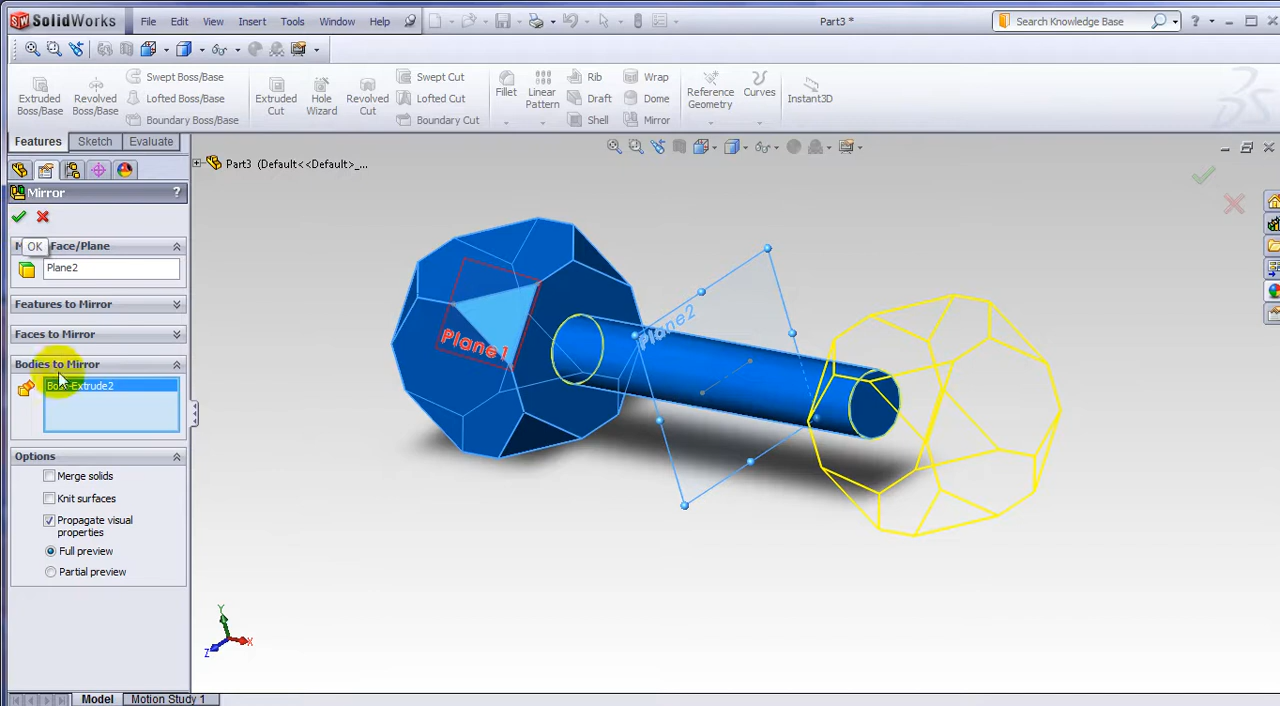 SolidWorks File Edit View Insert Tools Window Help Part3 * Search Knowledge Base ?
Extruded Boss/Base
Revolved Boss/Base
Swept Boss/Base
Lofted Boss/Base
Boundary Boss/Base
Extruded Cut
Hole Wizard
Revolved Cut
Swept Cut
Lofted Cut
Boundary Cut
Fillet
Linear Pattern
Rib
Draft
Shell
Wrap
Dome
Mirror
Reference Geometry
Curves
Instant3D
Features Sketch Evaluate
Part3 (Default<<Default>_...
Mirror ?
OK
Face/Plane
Plane2
Features to Mirror
Faces to Mirror
Bodies to Mirror
-Extrude2
Options
Merge solids
Knit surfaces
Propagate visual
properties
Full preview
Partial preview
Plane1
Plane2
Y
X
Z
Model Motion Study 1